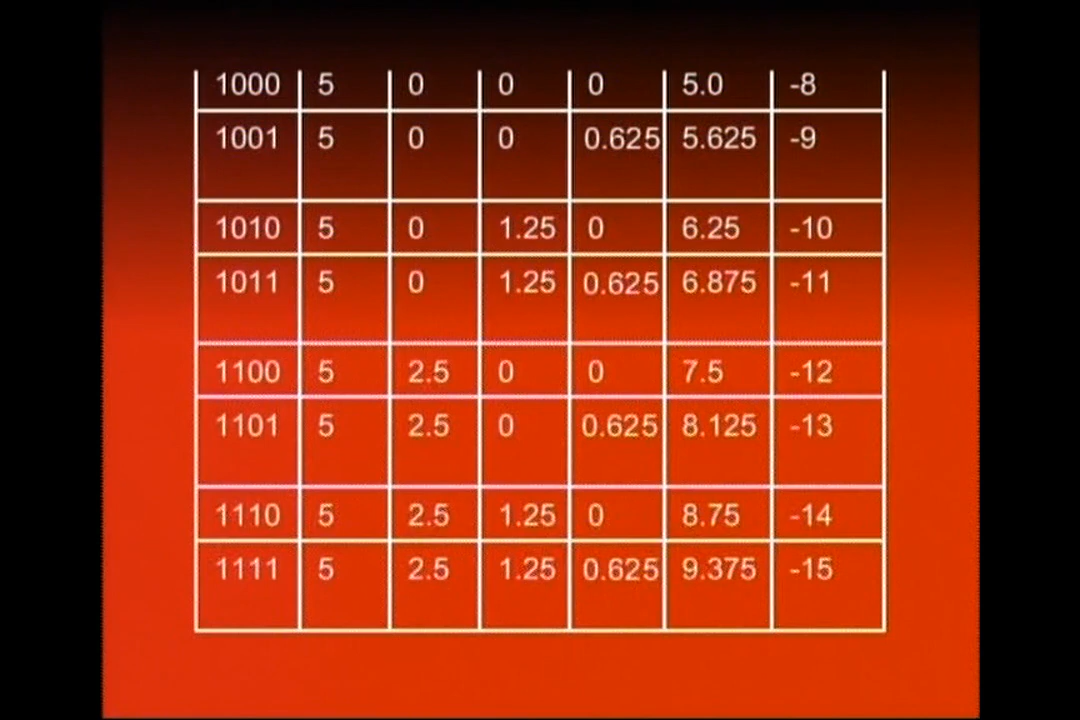 1000 5 0 0 0 5.0 -8
1001 5 0 0 0.625 5.625 -9
1010 5 0 1.25 0 6.25 -10
1011 5 0 1.25 0.625 6.875 -11
1100 5 2.5 0 0 7.5 -12
1101 5 2.5 0 0.625 8.125 -13
1110 5 2.5 1.25 0 8.75 -14
1111 5 2.5 1.25 0.625 9.375 -15